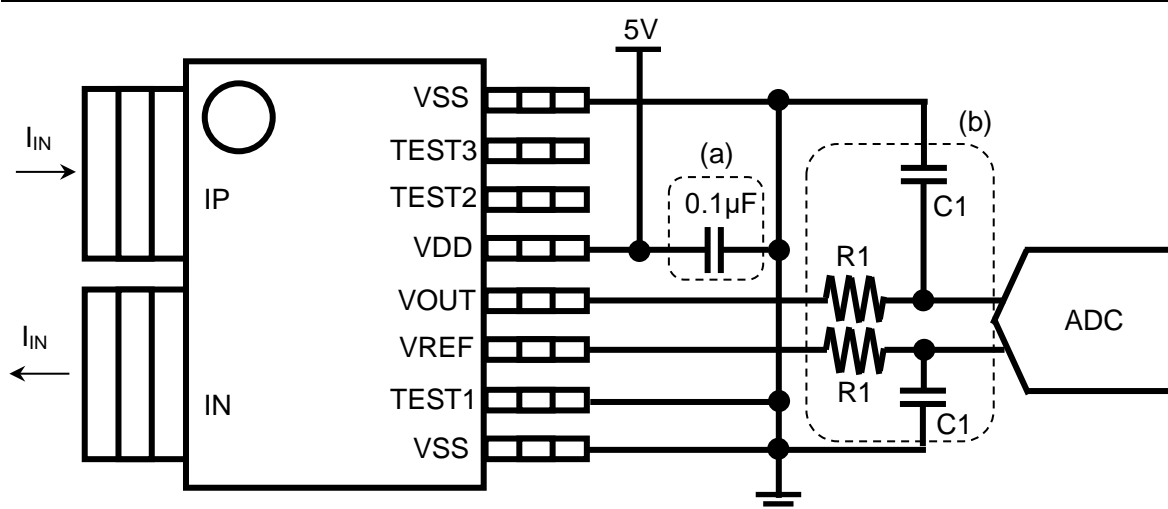 5V
VSS
(b)
I_IN
TEST3
(a)
IP
TEST2
0.1µF
C1
VDD
R1
VOUT
ADC
I_IN
VREF
R1
IN
TEST1
C1
VSS